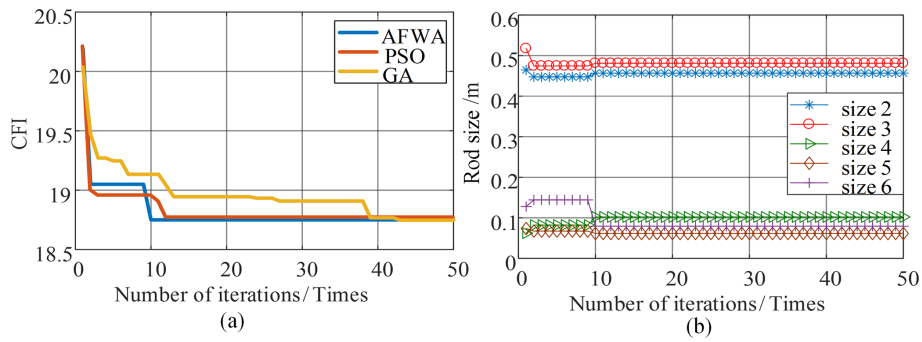 20.5
20
19.5
19
18.5
CFI
AFWA
PSO
GA
0
10
20
30
40
50
Number of iterations/ Times
(a)
0.6
0.5
0.4
0.3
0.2
0.1
0
Rod size /m
size 2
size 3
size 4
size 5
size 6
0
10
20
30
40
50
Number of iterations/ Times
(b)